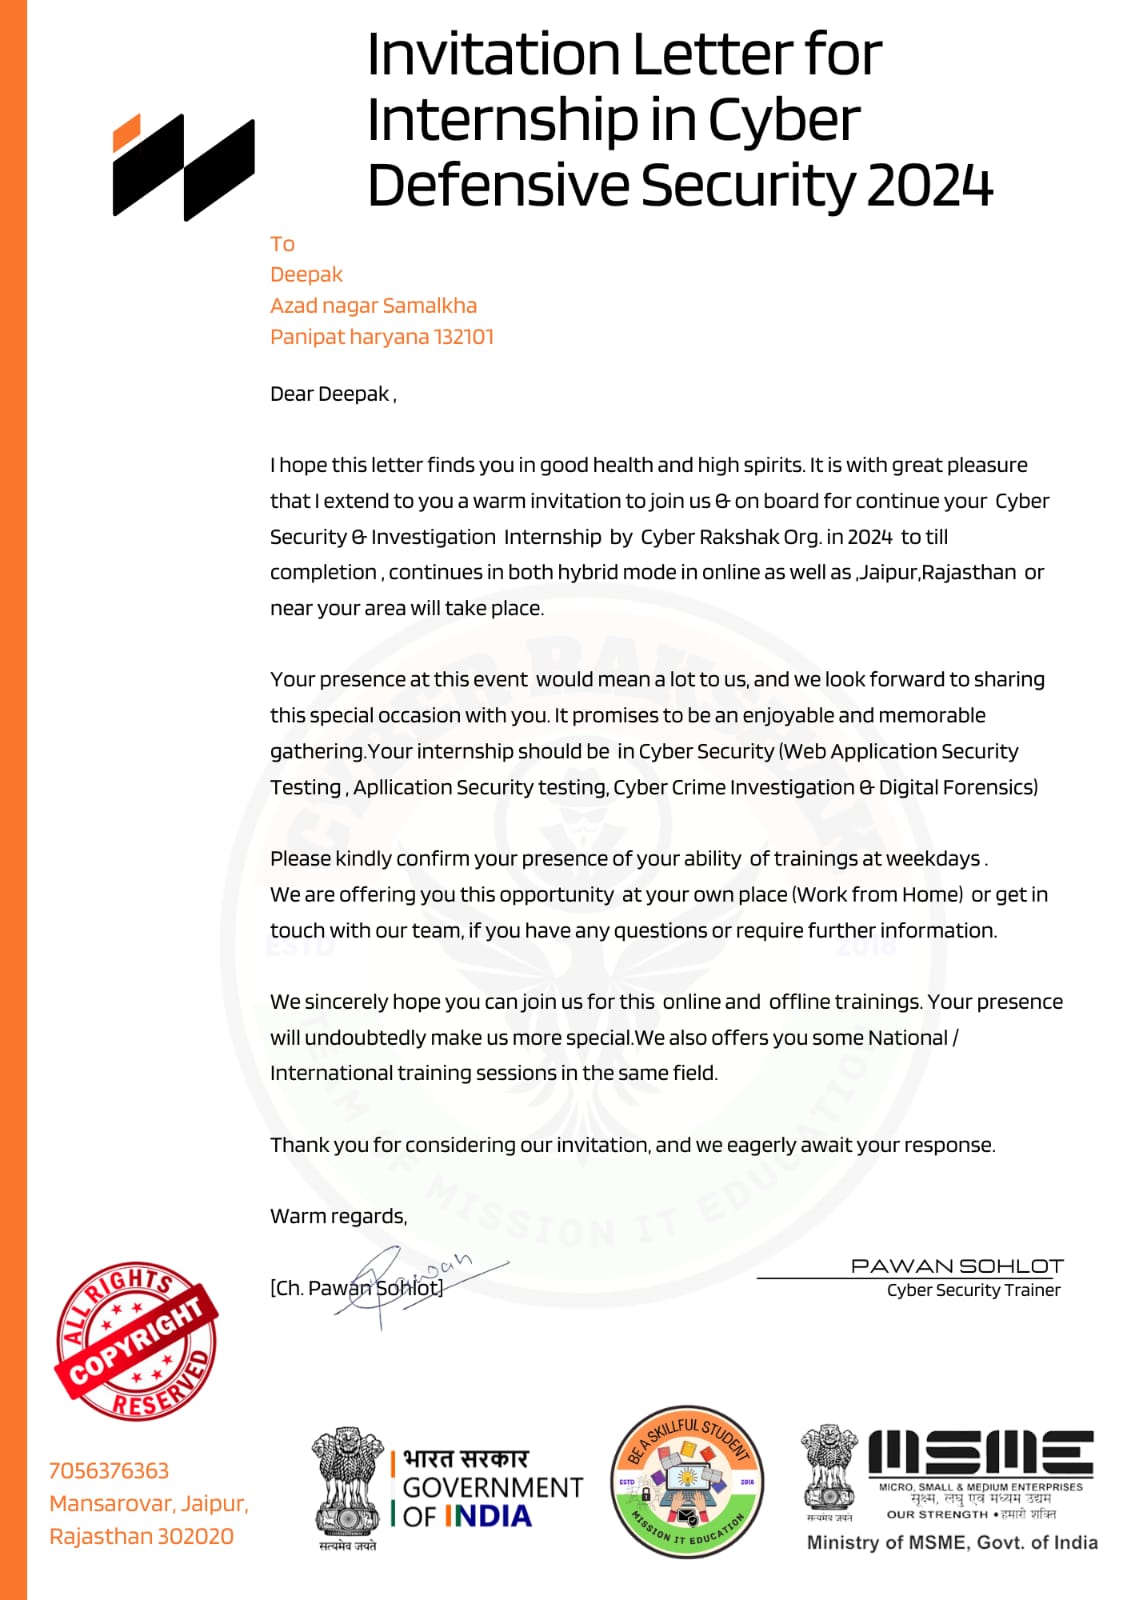 Invitation Letter for
Internship in Cyber
Defensive Security 2024
To
Deepak
Azad nagar Samalkha
Panipat haryana 132101
Dear Deepak ,
I hope this letter finds you in good health and high spirits. It is with great pleasure
that I extend to you a warm invitation to join us & on board for continue your Cyber
Security & Investigation Internship by Cyber Rakshak Org. in 2024 to till
completion , continues in both hybrid mode in online as well as ,Jaipur,Rajasthan or
near your area will take place.
Your presence at this event would mean a lot to us, and we look forward to sharing
this special occasion with you. It promises to be an enjoyable and memorable
gathering.Your internship should be in Cyber Security (Web Application Security
Testing , Apllication Security testing, Cyber Crime Investigation & Digital Forensics)
Please kindly confirm your presence of your ability of trainings at weekdays .
We are offering you this opportunity at your own place (Work from Home) or get in
touch with our team, if you have any questions or require further information.
We sincerely hope you can join us for this online and offline trainings. Your presence
will undoubtedly make us more special.We also offers you some National /
International training sessions in the same field.
Thank you for considering our invitation, and we eagerly await your response.
Warm regards,
[Ch. Pawan Sohlot]
Pawan
PAWAN SOHLOT
Cyber Security Trainer
CYBER RAKSHAK
ESTD 2018
TEAM OF MISSION IT EDUCATION
ALL RIGHTS
COPYRIGHT
RESERVED
7056376363
Mansarovar, Jaipur,
Rajasthan 302020
सत्यमेव जयते
भारत सरकार
GOVERNMENT
OF INDIA
BE A SKILLFUL STUDENT
ESTD 2018
MISSION IT EDUCATION
सत्यमेव जयते
MSME
MICRO, SMALL & MEDIUM ENTERPRISES
सूक्ष्म, लघु एवं मध्यम उद्यम
OUR STRENGTH • हमारी शक्ति
Ministry of MSME, Govt. of India